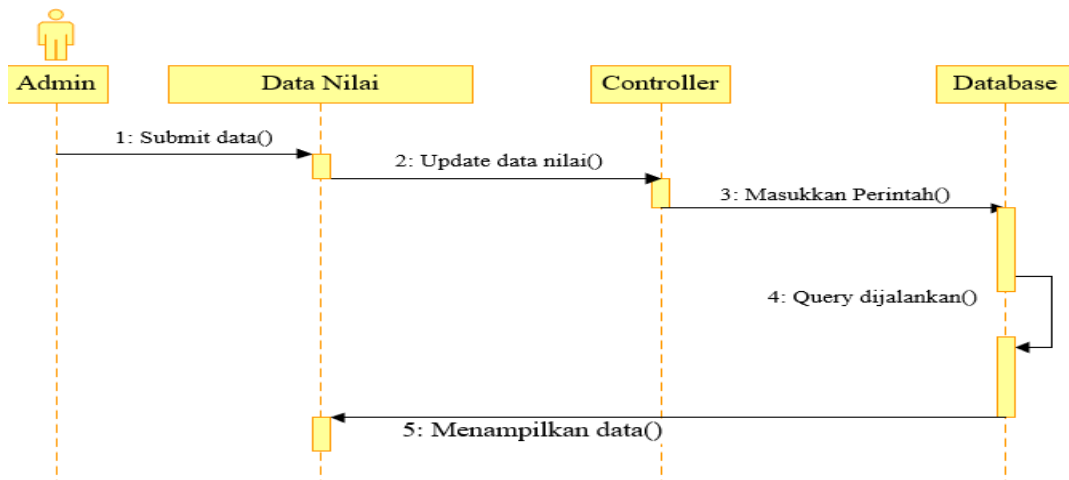 Admin
Data Nilai
Controller
Database
1: Submit data()
2: Update data nilai()
3: Masukkan Perintah()
4: Query dijalankan()
5: Menampilkan data()